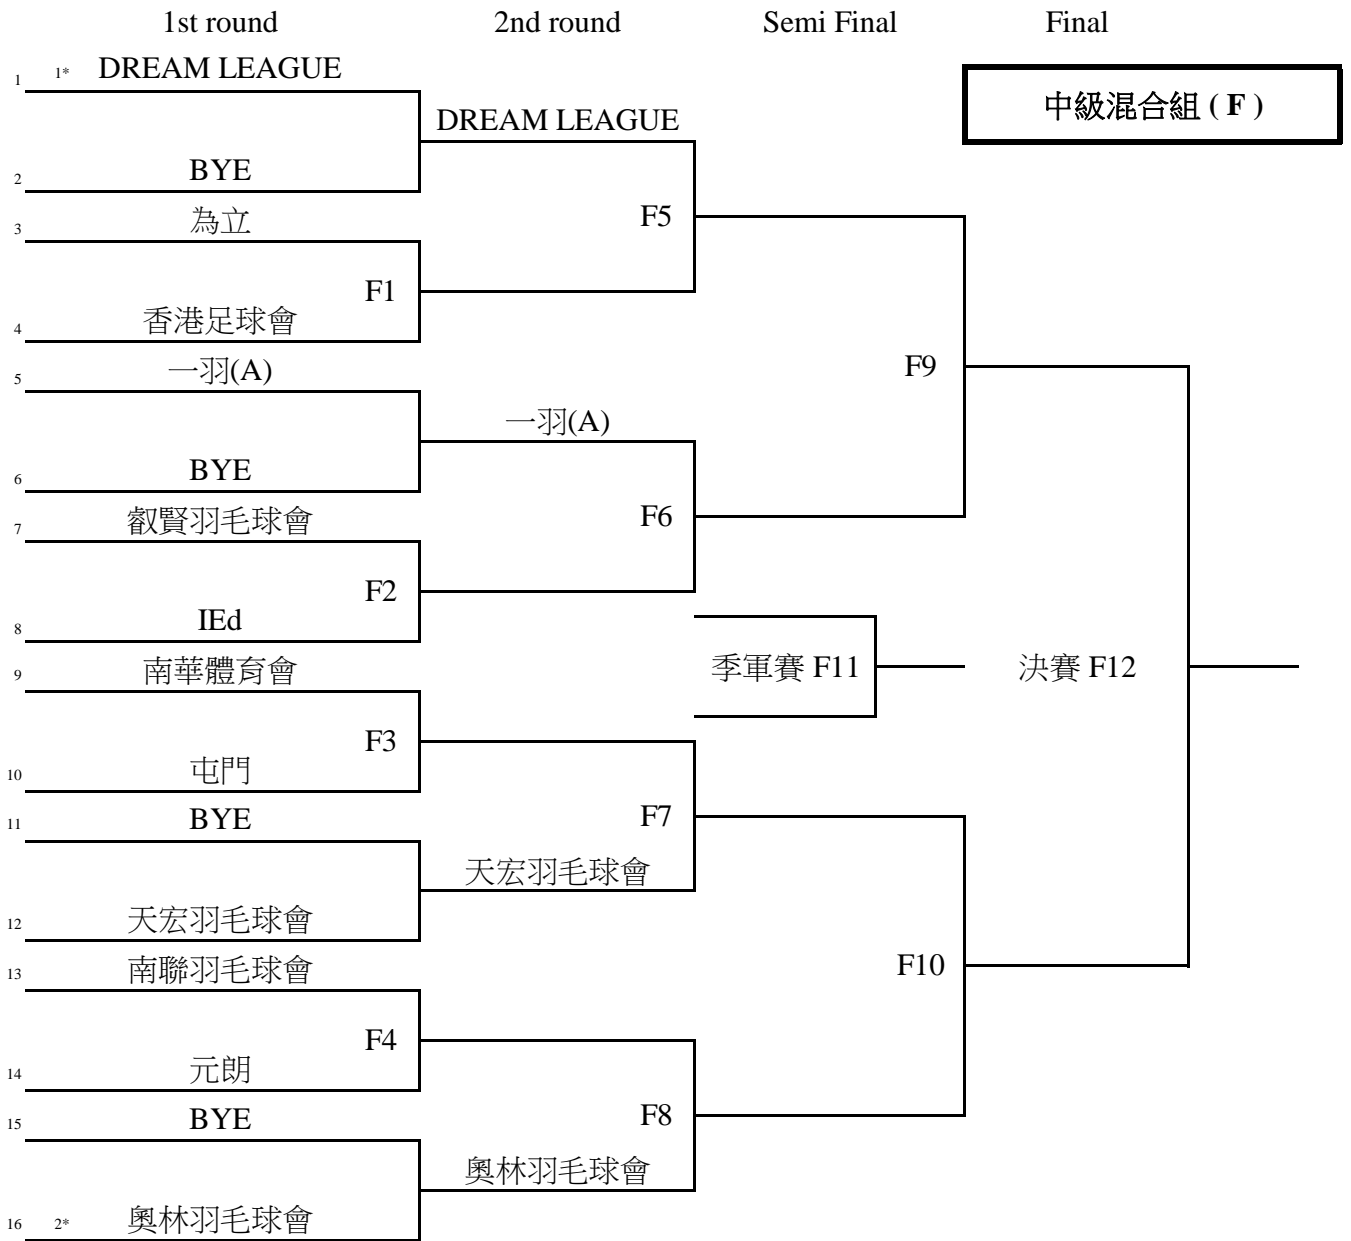 1st round 2nd round Semi Final Final
1 1* DREAM LEAGUE
中級混合組 ( F )
DREAM LEAGUE
2 BYE
3 為立
F5
F1
4 香港足球會
5 一羽(A)
F9
一羽(A)
6 BYE
7 叡賢羽毛球會
F6
F2
8 IEd
9 南華體育會
季軍賽 F11
決賽 F12
F3
10 屯門
11 BYE
F7
天宏羽毛球會
12 天宏羽毛球會
13 南聯羽毛球會
F10
F4
14 元朗
15 BYE
F8
奧林羽毛球會
16 2* 奧林羽毛球會